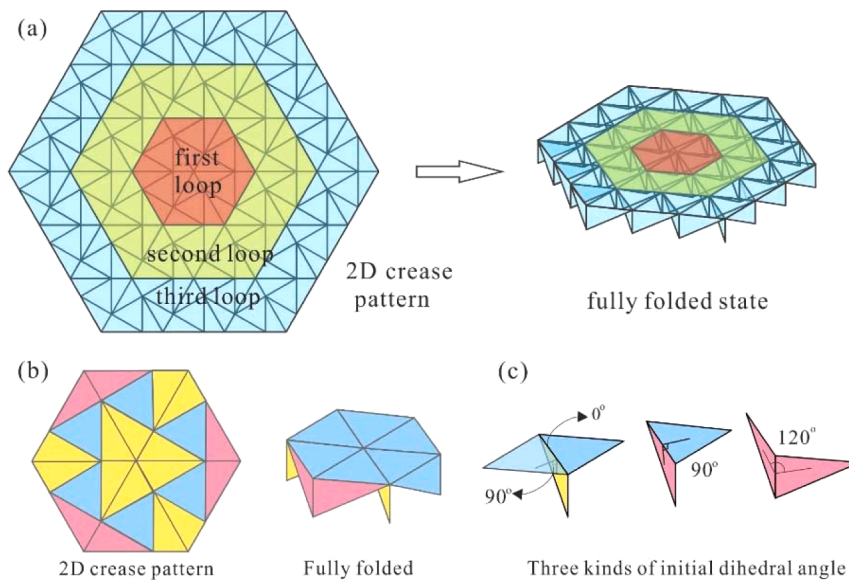 (a)
first
loop
second loop
third loop
2D crease
pattern
fully folded state
(b)
2D crease pattern
Fully folded
(c)
0°
90°
90°
120°
Three kinds of initial dihedral angle